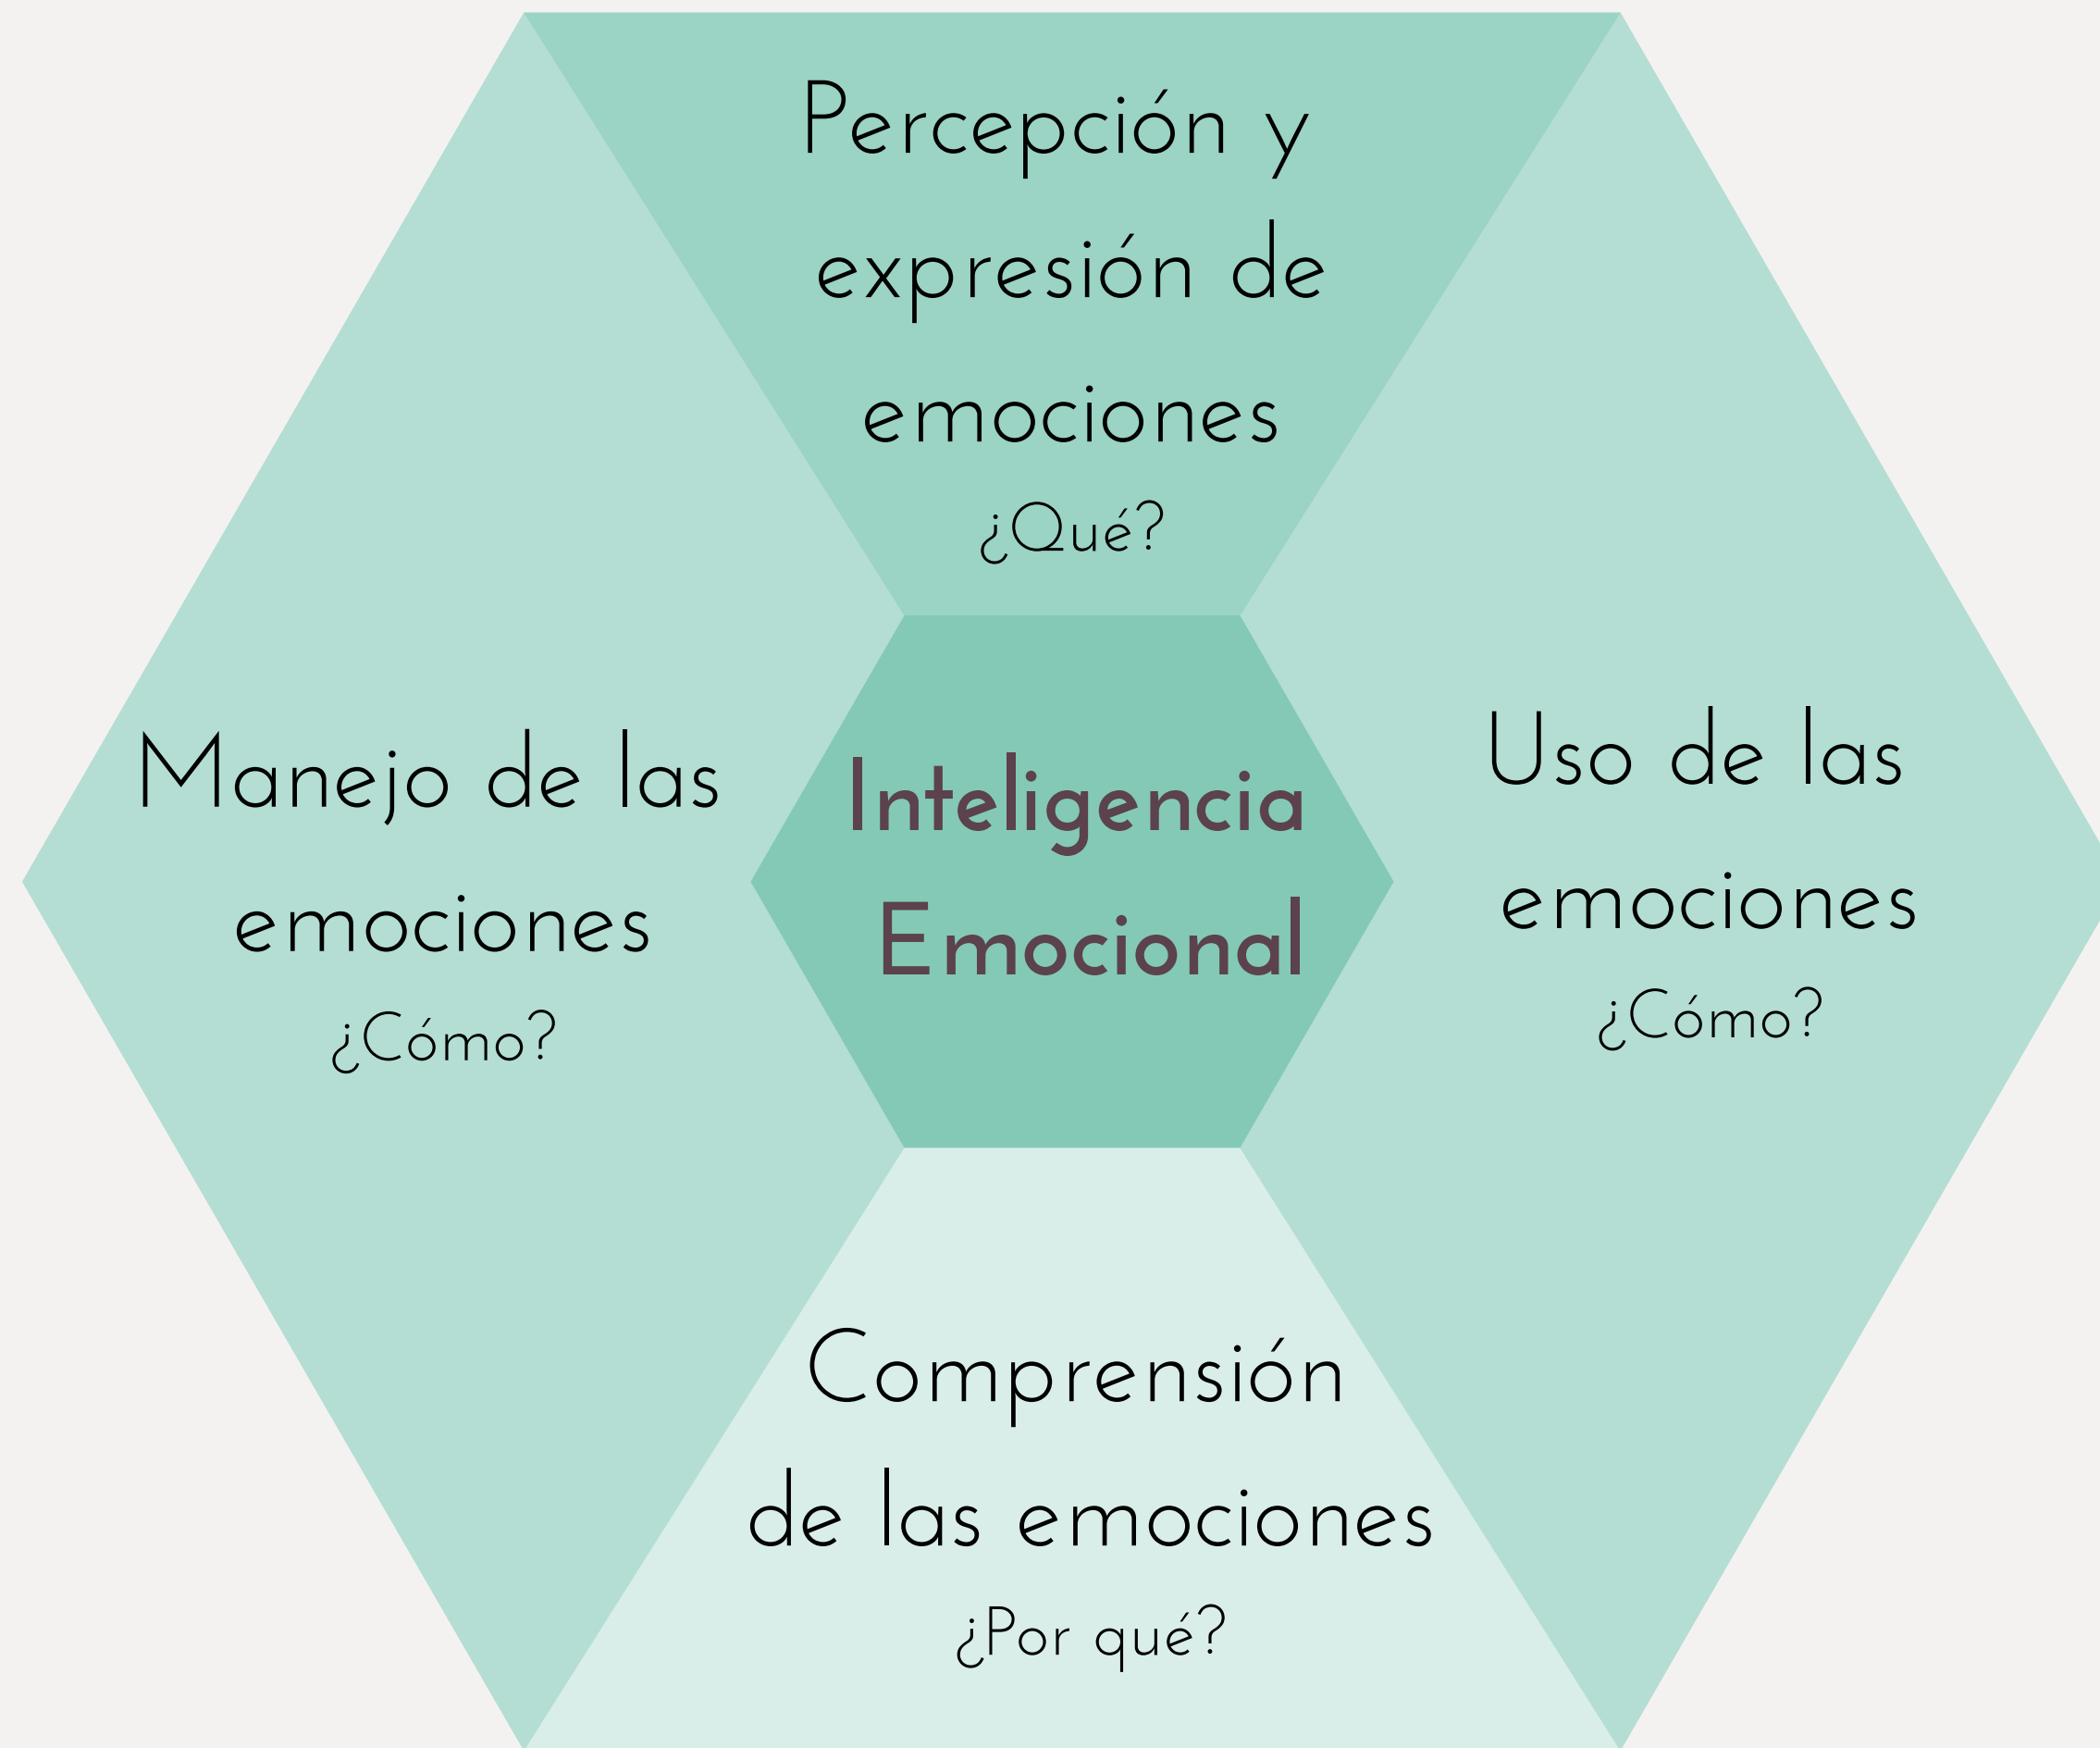 Percepción y
expresión de
emociones
¿Qué?
Manejo de las
emociones
¿Cómo?
Inteligencia
Emocional
Uso de las
emociones
¿Cómo?
Comprensión
de las emociones
¿Por qué?